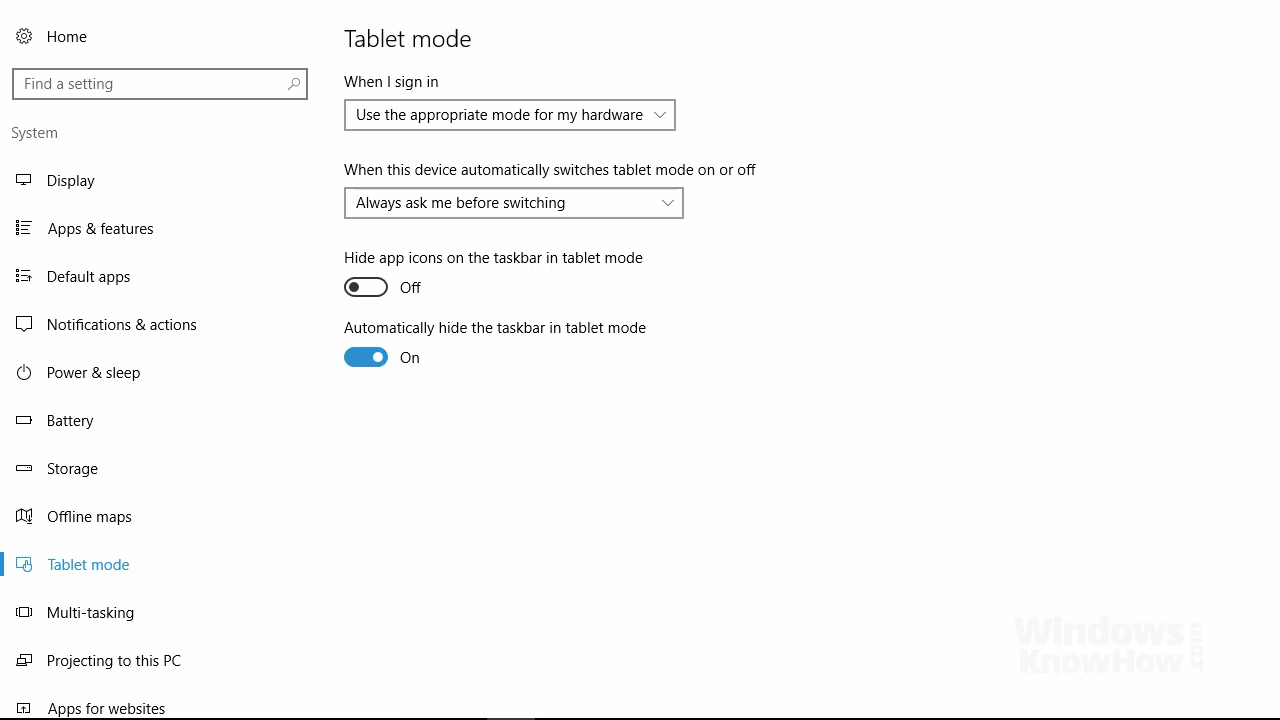 Home
Find a setting
System
Display
Apps & features
Default apps
Notifications & actions
Power & sleep
Battery
Storage
Offline maps
Tablet mode
Multi-tasking
Projecting to this PC
Apps for websites
Tablet mode
When I sign in
Use the appropriate mode for my hardware
When this device automatically switches tablet mode on or off
Always ask me before switching
Hide app icons on the taskbar in tablet mode
Off
Automatically hide the taskbar in tablet mode
On
Windows
KnowHow
.com